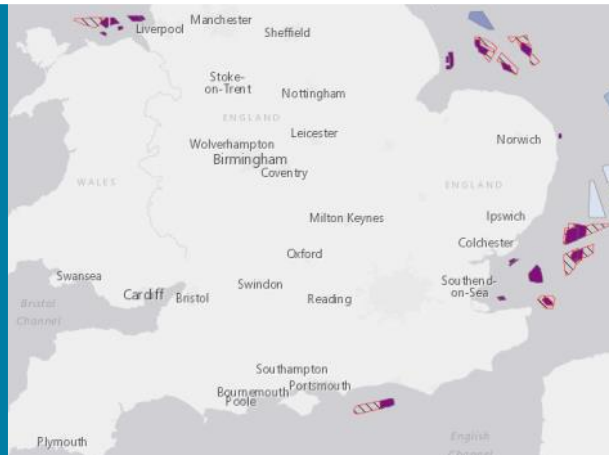 Manchester
Liverpool
Sheffield
Stoke-
on-Trent
Nottingham
ENGLAND
Leicester
Norwich
Wolverhampton
Birmingham
Coventry
WALES
ENGLAND
Milton Keynes
Ipswich
Colchester
Oxford
Swansea
Cardiff
Bristol
Swindon
Reading
Southend-
on-Sea
Bristol
Channel
Southampton
Portsmouth
Bournemouth
Poole
Plymouth
English
Channel